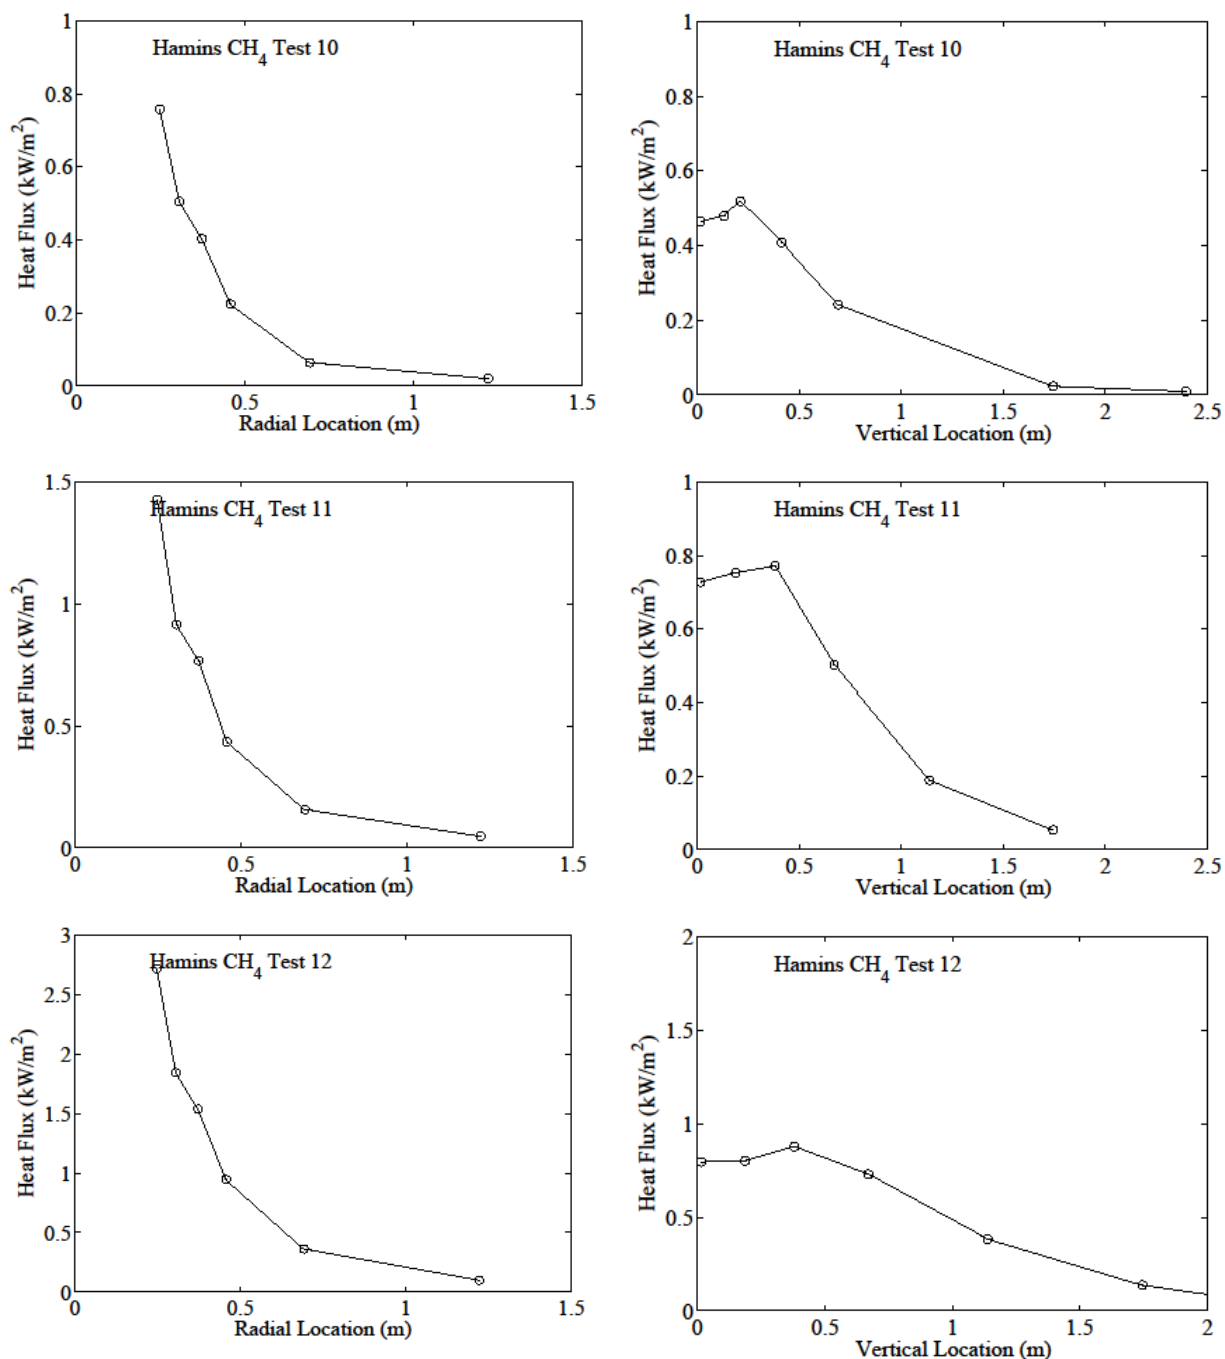 Hamins CH4 Test 10
1
0.8
0.6
0.4
0.2
0
0 0.5 1 1.5
Heat Flux (kW/m2)
Radial Location (m)
Hamins CH4 Test 10
1
0.8
0.6
0.4
0.2
0
0 0.5 1 1.5 2 2.5
Heat Flux (kW/m2)
Vertical Location (m)
Hamins CH4 Test 11
1.5
1
0.5
0
0 0.5 1 1.5
Heat Flux (kW/m2)
Radial Location (m)
Hamins CH4 Test 11
1
0.8
0.6
0.4
0.2
0
0 0.5 1 1.5 2 2.5
Heat Flux (kW/m2)
Vertical Location (m)
Hamins CH4 Test 12
3
2.5
2
1.5
1
0.5
0
0 0.5 1 1.5
Heat Flux (kW/m2)
Radial Location (m)
Hamins CH4 Test 12
2
1.5
1
0.5
0
0 0.5 1 1.5 2
Heat Flux (kW/m2)
Vertical Location (m)